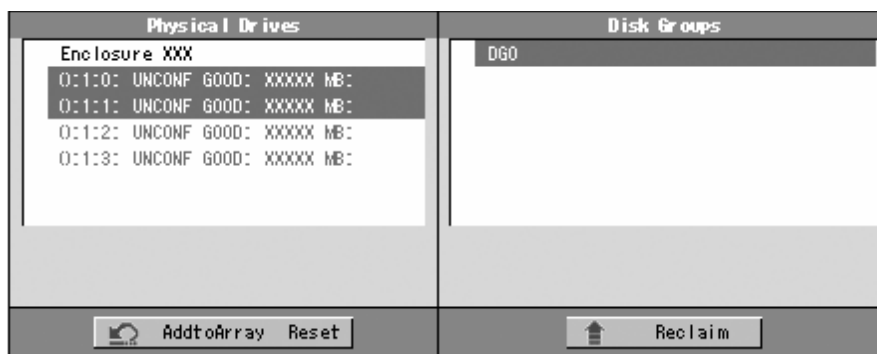 Physical Drives
Enclosure XXX
0:1:0: UNCONF GOOD: XXXXX MB:
0:1:1: UNCONF GOOD: XXXXX MB:
0:1:2: UNCONF GOOD: XXXXX MB:
0:1:3: UNCONF GOOD: XXXXX MB:
AddtoArray Reset
Disk Groups
DG0
Reclaim